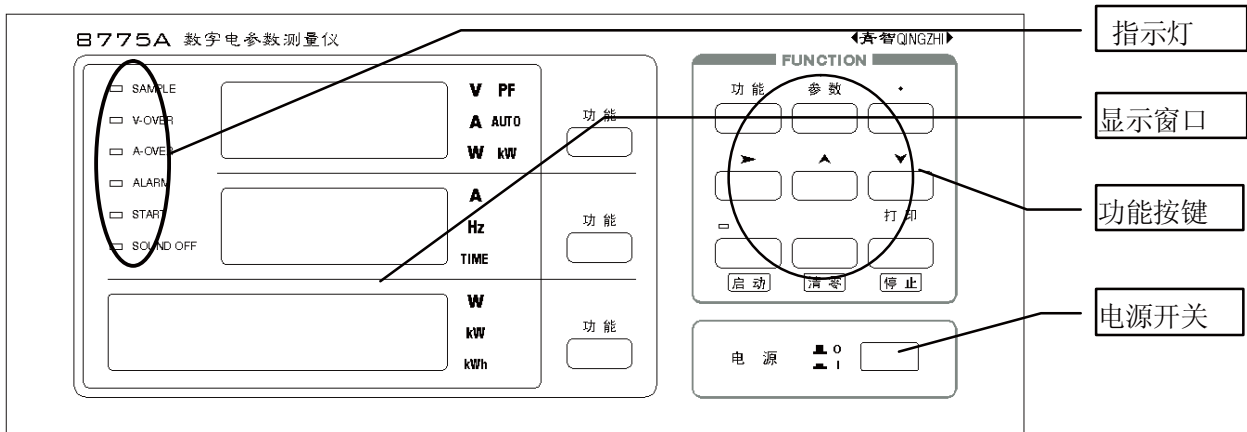 8775A 数字电参数测量仪
青智QINGZHI
指示灯
FUNCTION
SAMPLE
V-OVER
A-OVER
ALARM
START
SOUND OFF
V PF
A AUTO
W kW
功能
A
Hz
TIME
功能
W
kW
kWh
功能
功能 参数
打印
启动 清零 停止
电源
O
I
显示窗口
功能按键
电源开关